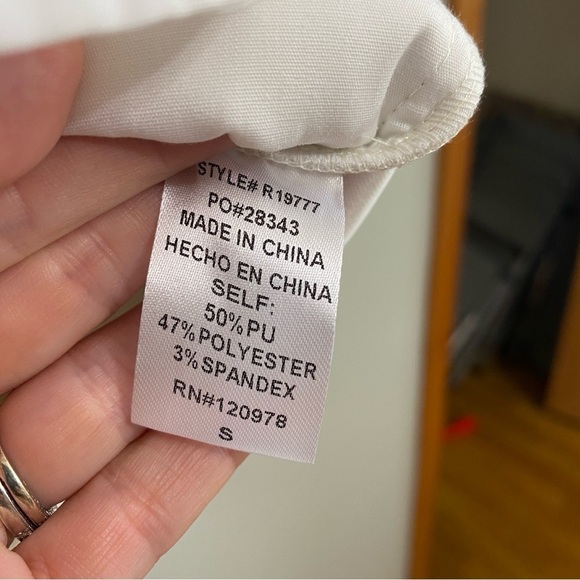 STYLE# R19777
PO#28343
MADE IN CHINA
HECHO EN CHINA
SELF:
50%PU
47%POLYESTER
3%SPANDEX
RN#120978
S